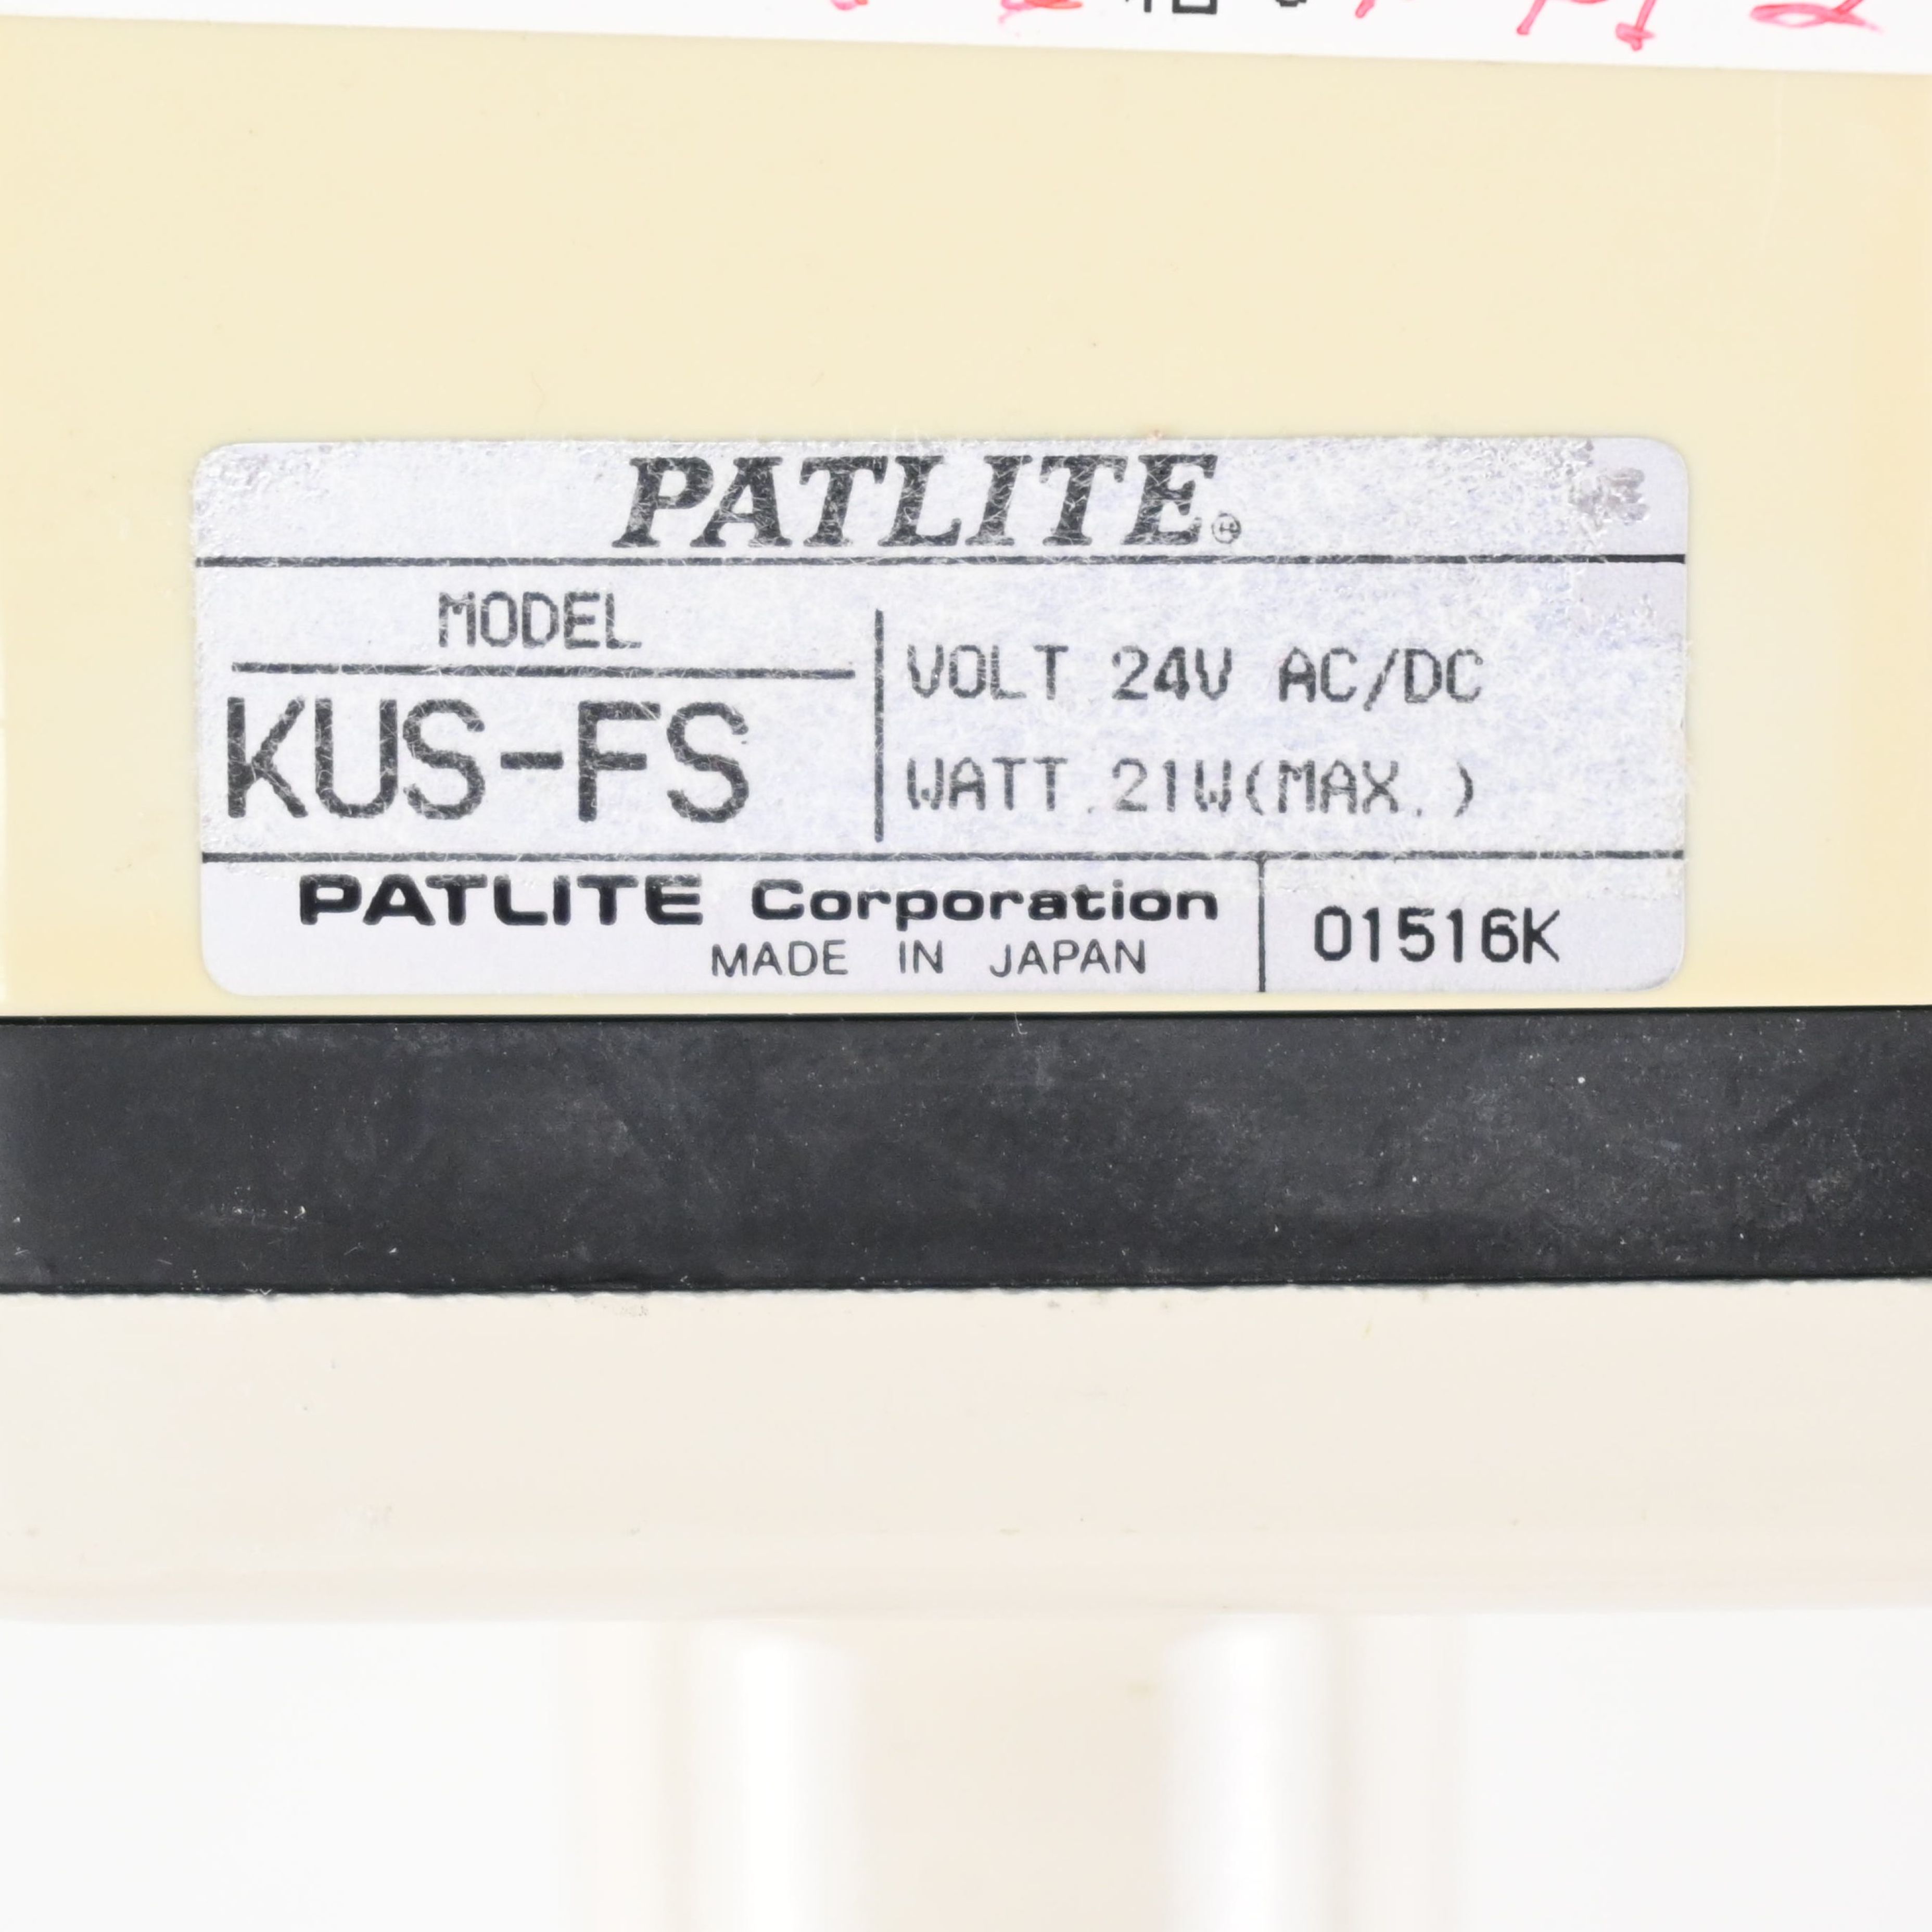 PATLITE®
MODEL
KUS-FS
VOLT 24V AC/DC
WATT 21W(MAX.)
PATLITE Corporation
MADE IN JAPAN
01516K